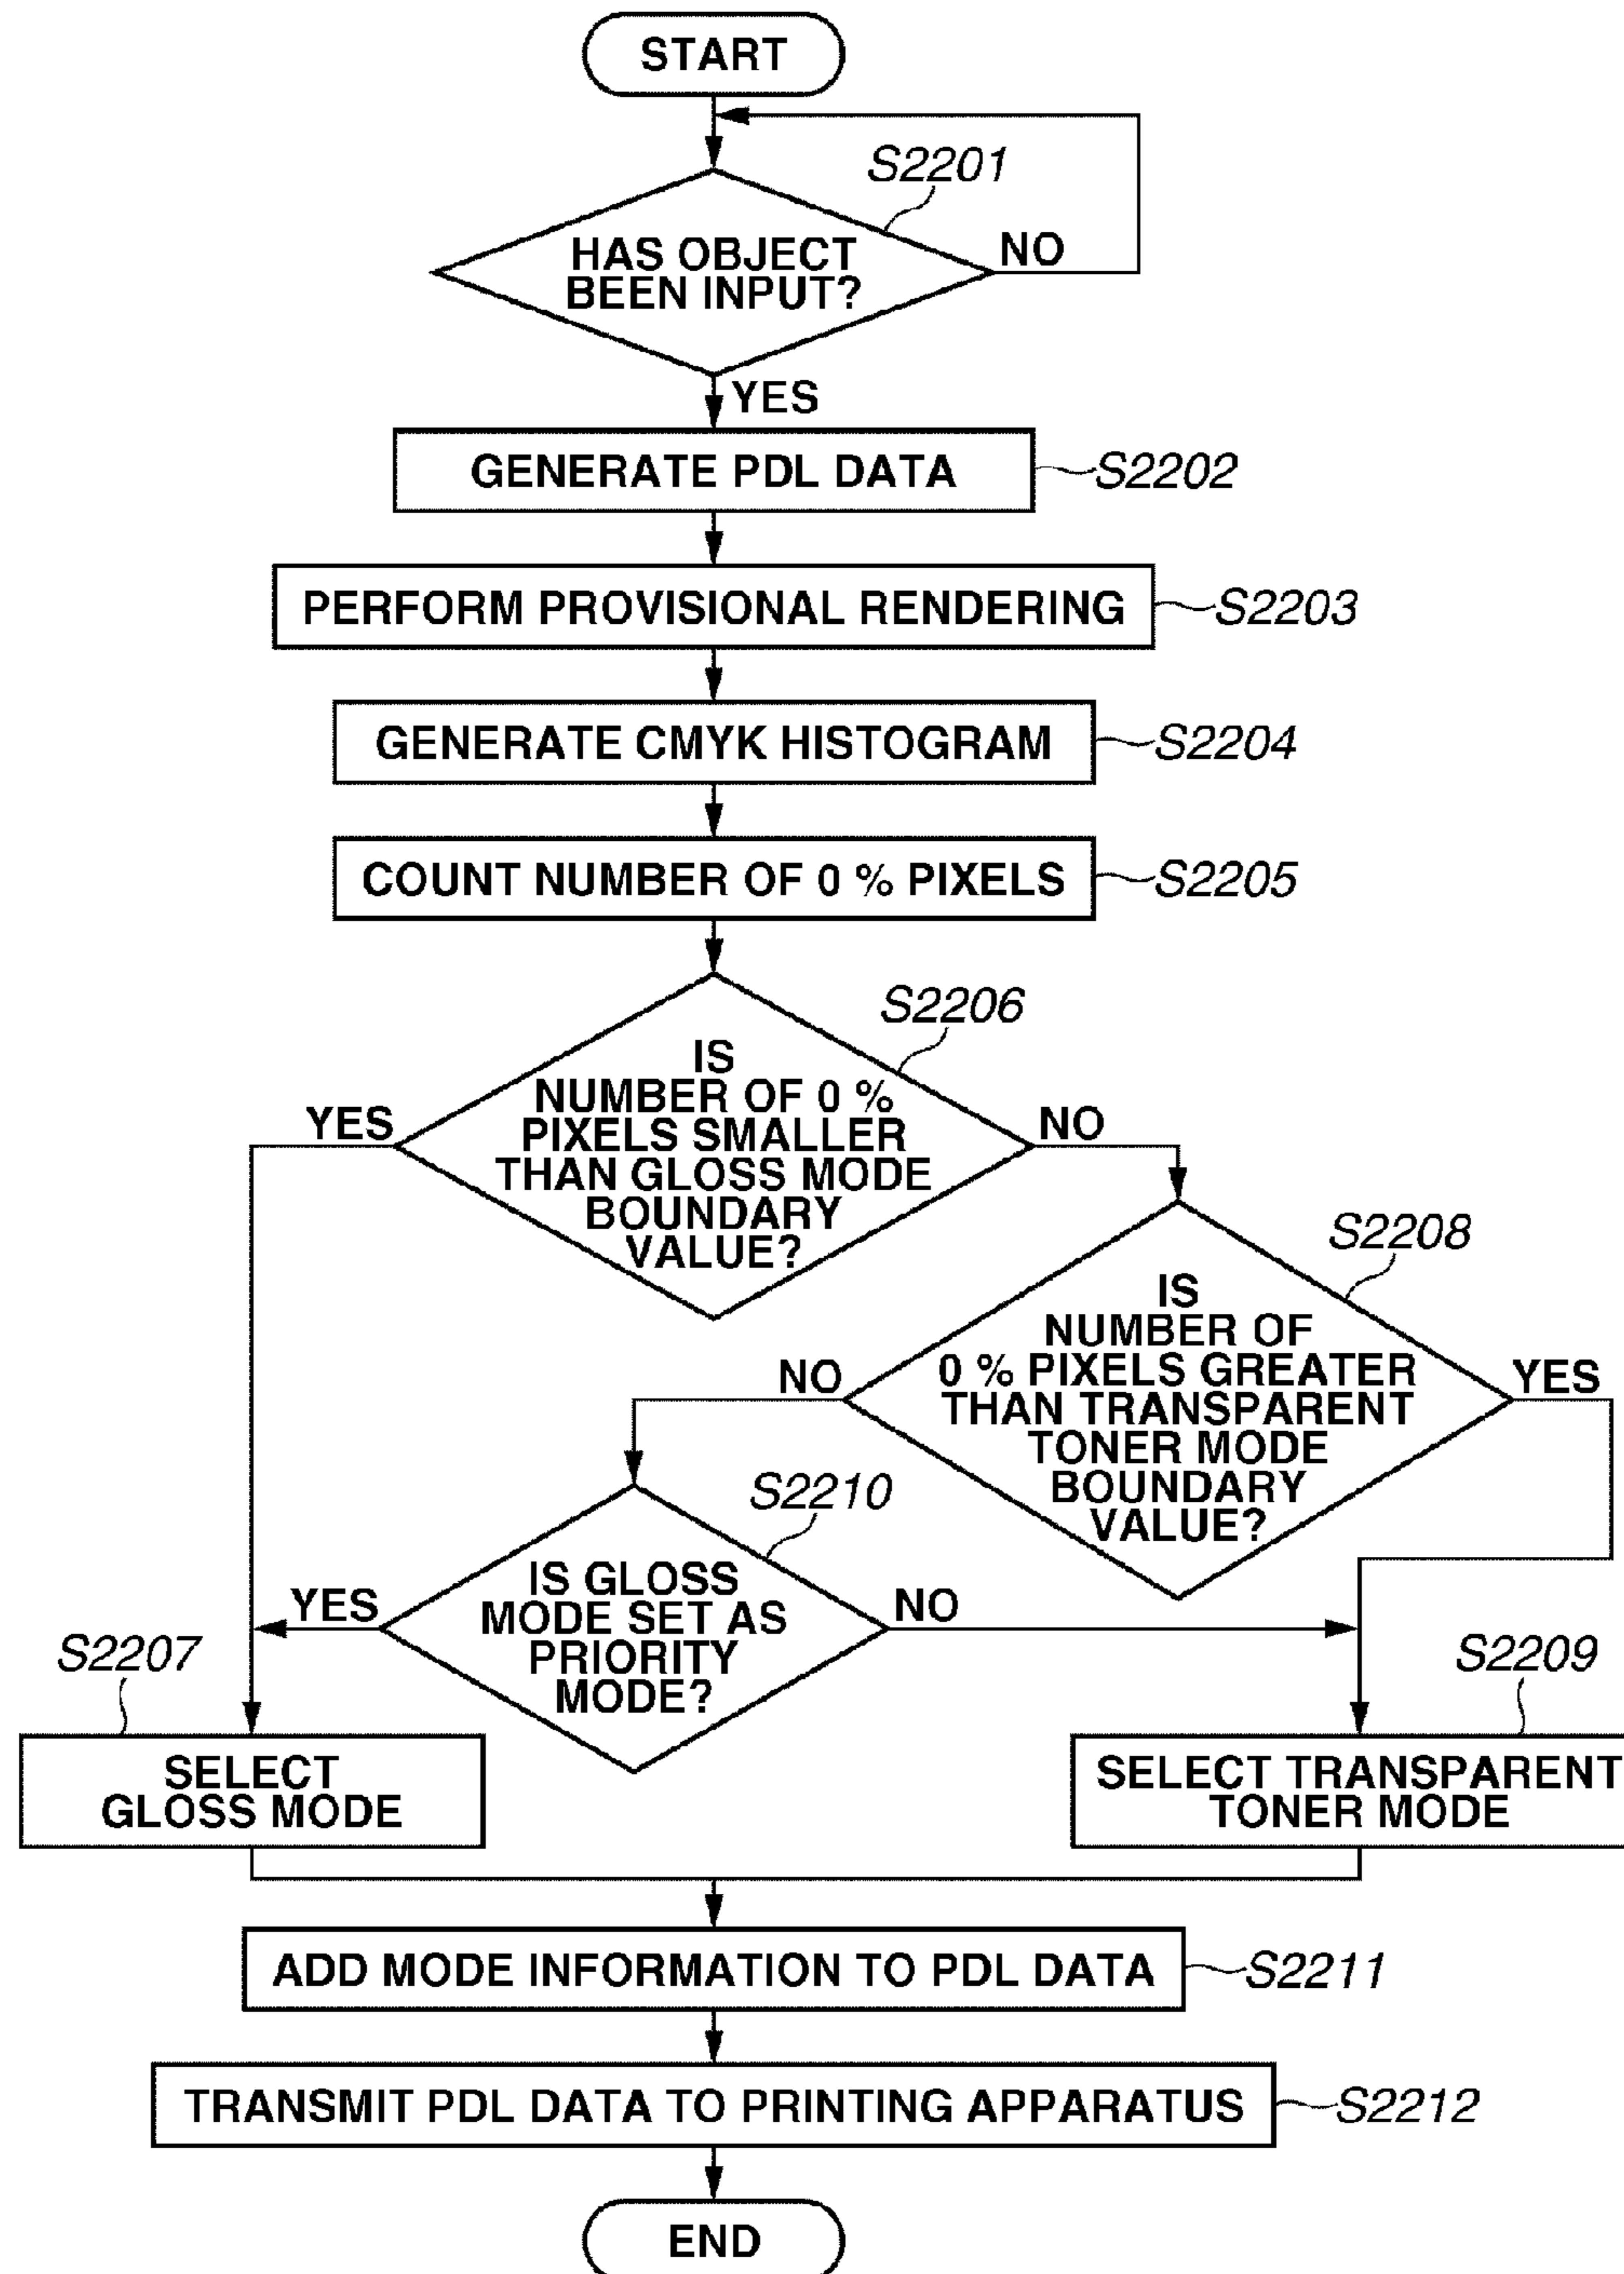 START
S2201
HAS OBJECT
BEEN INPUT?
NO
YES
GENERATE PDL DATA
S2202
PERFORM PROVISIONAL RENDERING
S2203
GENERATE CMYK HISTOGRAM
S2204
COUNT NUMBER OF 0 % PIXELS
S2205
S2206
IS
NUMBER OF 0 %
PIXELS SMALLER
THAN GLOSS MODE
BOUNDARY
VALUE?
YES
NO
S2208
IS
NUMBER OF
0 % PIXELS GREATER
THAN TRANSPARENT
TONER MODE
BOUNDARY
VALUE?
NO
YES
S2210
IS GLOSS
MODE SET AS
PRIORITY
MODE?
YES
NO
S2207
SELECT
GLOSS MODE
S2209
SELECT TRANSPARENT
TONER MODE
ADD MODE INFORMATION TO PDL DATA
S2211
TRANSMIT PDL DATA TO PRINTING APPARATUS
S2212
END